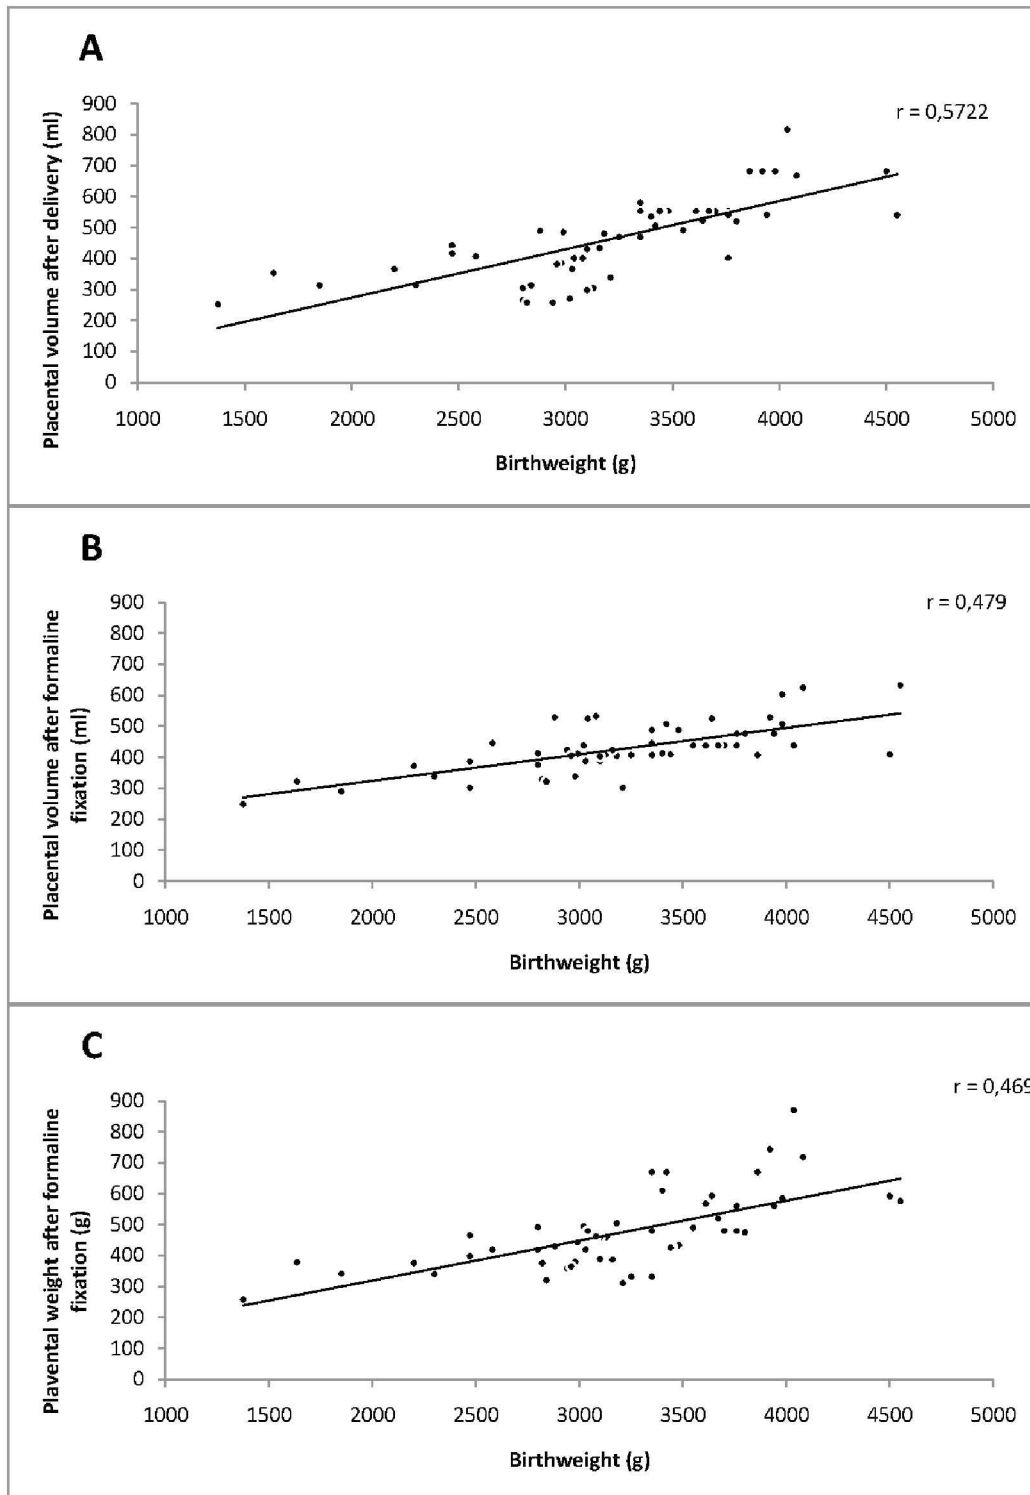 A
r = 0,5722
Placental volume after delivery (ml)
900
800
700
600
500
400
300
200
100
0
1000 1500 2000 2500 3000 3500 4000 4500 5000
Birthweight (g)
B
r = 0,479
Placental volume after formaline
fixation (ml)
900
800
700
600
500
400
300
200
100
0
1000 1500 2000 2500 3000 3500 4000 4500 5000
Birthweight (g)
C
r = 0,469
Plavental weight after formaline
fixation (g)
900
800
700
600
500
400
300
200
100
0
1000 1500 2000 2500 3000 3500 4000 4500 5000
Birthweight (g)